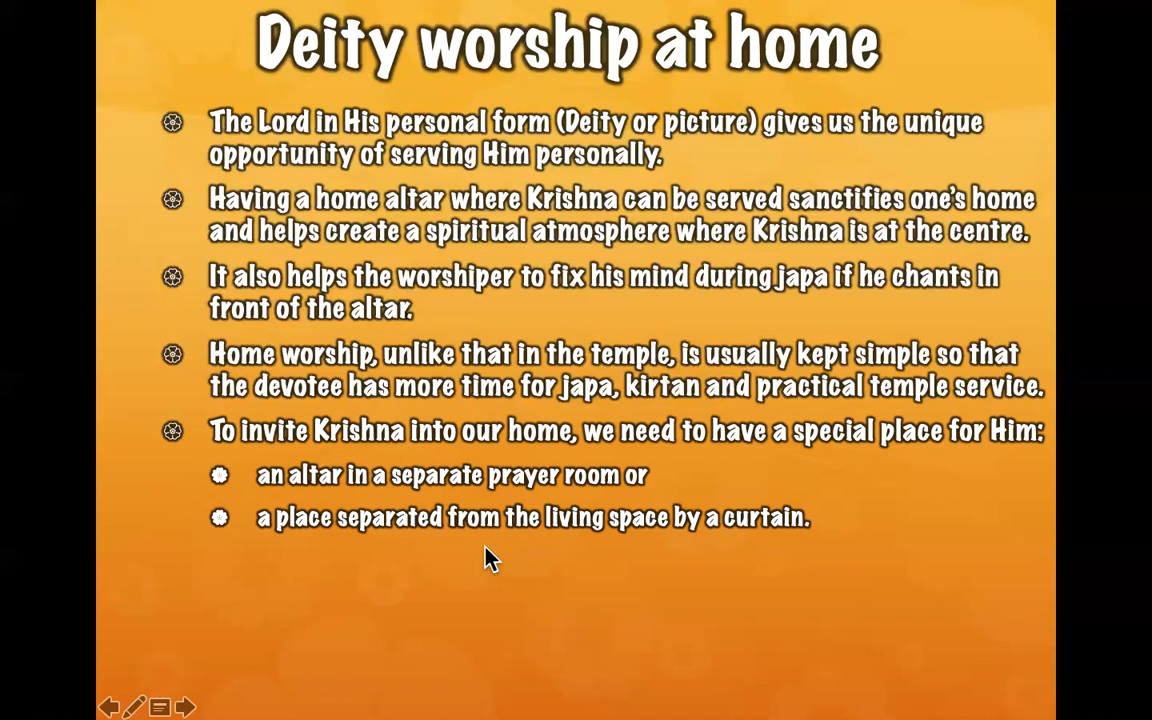 Deity worship at home
The Lord in His personal form (Deity or picture) gives us the unique
opportunity of serving Him personally.
Having a home altar where Krishna can be served sanctifies one's home
and helps create a spiritual atmosphere where Krishna is at the centre.
It also helps the worshiper to fix his mind during japa if he chants in
front of the altar.
Home worship, unlike that in the temple, is usually kept simple so that
the devotee has more time for japa, kirtan and practical temple service.
To invite Krishna into our home, we need to have a special place for Him:
an altar in a separate prayer room or
a place separated from the living space by a curtain.